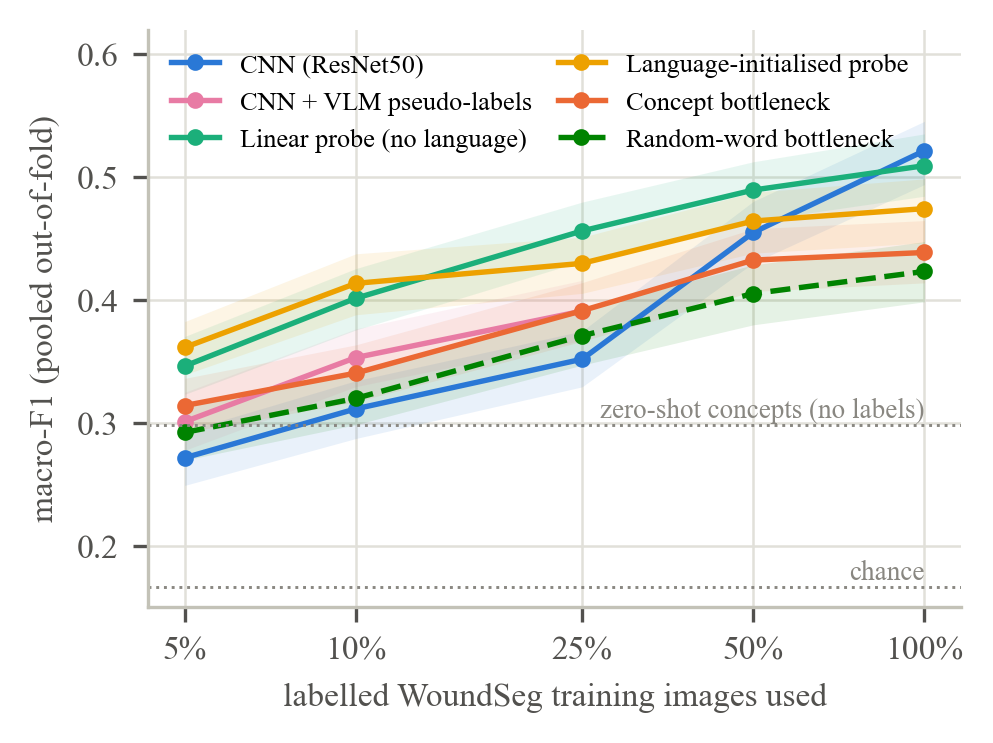 0.6
0.5
0.4
0.3
0.2
macro-F1 (pooled out-of-fold)
CNN (ResNet50)
CNN + VLM pseudo-labels
Linear probe (no language)
Language-initialised probe
Concept bottleneck
Random-word bottleneck
zero-shot concepts (no labels)
chance
5%
10%
25%
50%
100%
labelled WoundSeg training images used